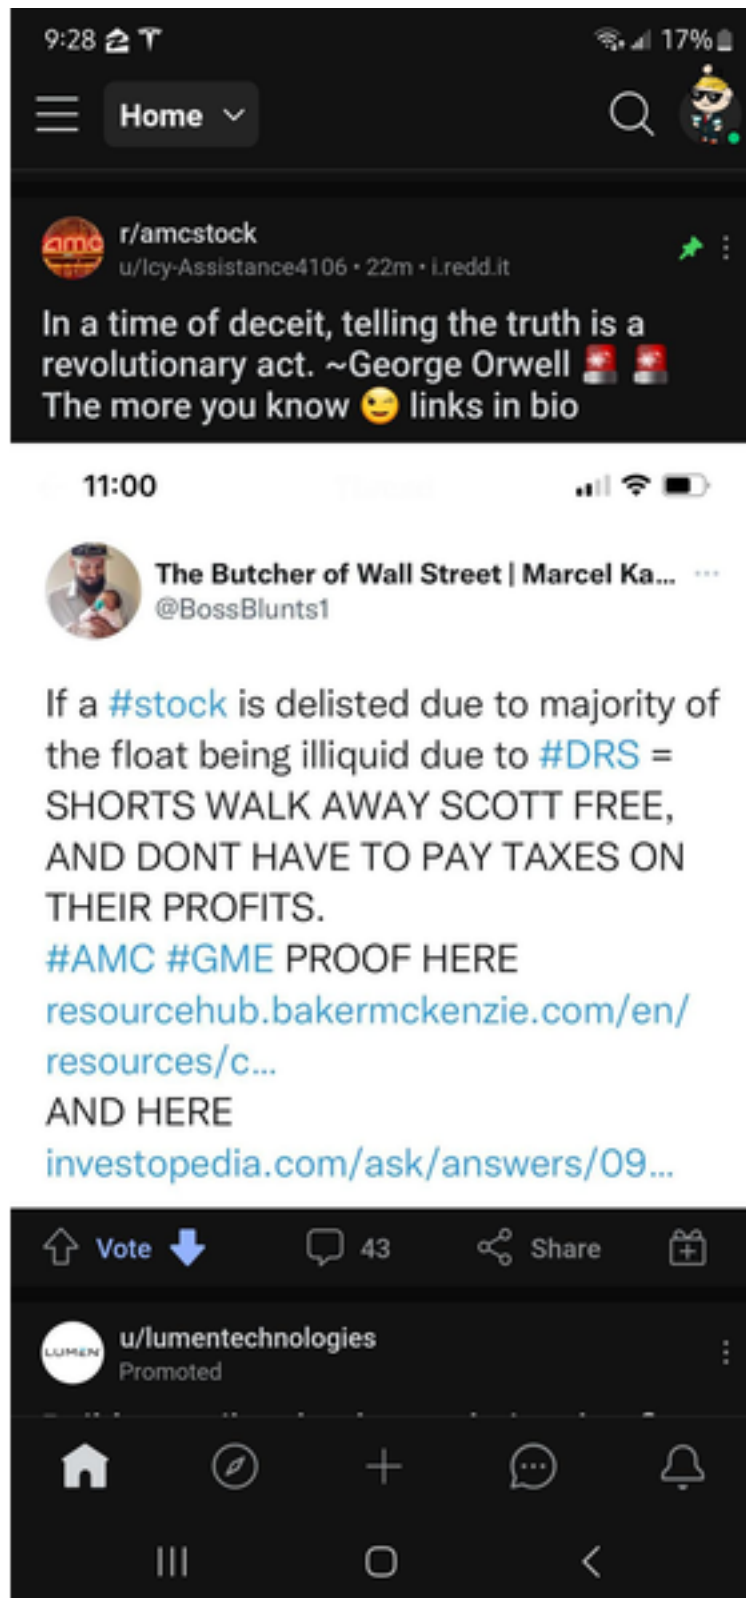 9:28
17%
Home
amc
r/amcstock
u/Icy-Assistance4106 • 22m • i.redd.it
In a time of deceit, telling the truth is a
revolutionary act. ~George Orwell 🚨 🚨
The more you know 😉 links in bio
11:00
The Butcher of Wall Street | Marcel Ka...
@BossBlunts1
If a #stock is delisted due to majority of
the float being illiquid due to #DRS =
SHORTS WALK AWAY SCOTT FREE,
AND DONT HAVE TO PAY TAXES ON
THEIR PROFITS.
#AMC #GME PROOF HERE
resourcehub.bakermckenzie.com/en/
resources/c...
AND HERE
investopedia.com/ask/answers/09...
Vote
43
Share
LUMEN
u/lumentechnologies
Promoted